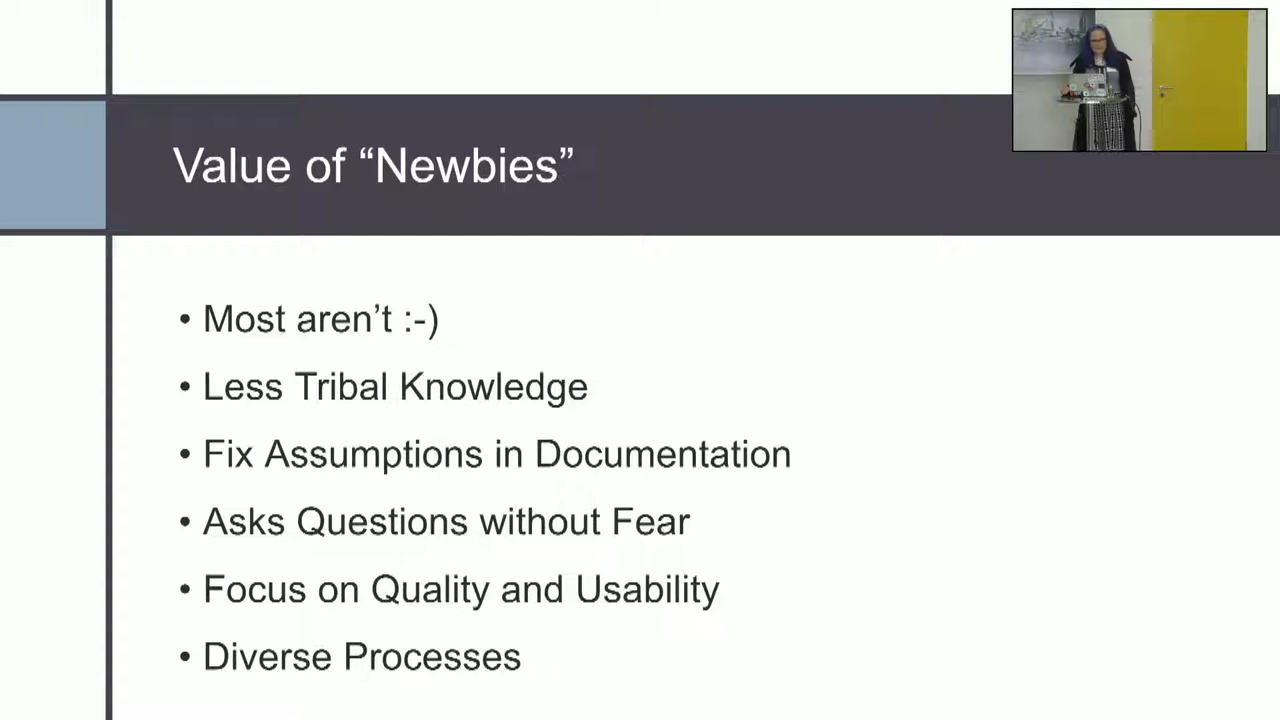 Value of “Newbies”
• Most aren’t :-)
• Less Tribal Knowledge
• Fix Assumptions in Documentation
• Asks Questions without Fear
• Focus on Quality and Usability
• Diverse Processes